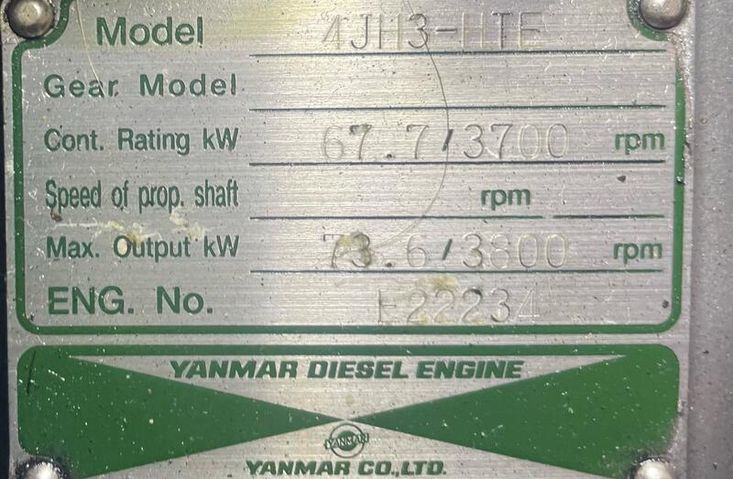 Model 4JH3-HTE
Gear Model
Cont. Rating kW 67.7/3700 rpm
Speed of prop. shaft rpm
Max. Output kW 73.6/3800 rpm
ENG. No. E22234
YANMAR DIESEL ENGINE
YANMAR
YANMAR CO.,LTD.